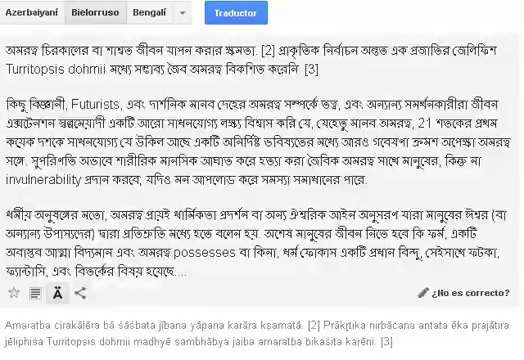 Azerbaiyaní Bielorruso Bengalí Traductor
অমরত্ব চিরকালের বা শাশ্বত জীবন যাপন করার ক্ষমতা. [2] প্রাকৃতিক নির্বাচন অন্তত এক প্রজাতির জেলিফিশ
Turritopsis dohrnii মধ্যে সম্ভাব্য জৈব অমরত্ব বিকশিত করেনি. [3]
কিছু বিজ্ঞানী, Futurists, এবং দার্শনিক মানব দেহের অমরত্ব সম্পর্কে তত্ত্ব, এবং অন্যান্য সমর্থনকারীরা জীবন
এক্সটেনশন স্বল্পমেয়াদী একটি আরো সাধনযোগ্য লক্ষ্য বিশ্বাস করি যে, যেহেতু মানব অমরত্ব, 21 শতকের প্রথম
কয়েক দশকে সাধনযোগ্য যে উকিল আছে একটি অনির্দিষ্ট ভবিষ্যতের মধ্যে আরও গবেষণা ক্রমশ অপেক্ষা অমরত্ব
সঙ্গে. সুপরিণতি অভাবে শারীরিক মানসিক আঘাত করে হত্যা করা জৈবিক অমরত্ব সাথে মানুষের, কিন্তু না
invulnerability প্রদান করবে; যদিও মন আপলোড করে সমস্যা সমাধানের পারে.
ধর্মীয় অনুষঙ্গের মতো, অমরত্ব প্রায়ই ধার্মিকতা প্রদর্শন বা অন্য ঐশ্বরিক আইন অনুসরণ যারা মানুষের ঈশ্বর (বা
অন্যান্য উপাস্যদের) দ্বারা প্রতিশ্রুতি মধ্যে হতে বলেন হয়. অশেষ মানুষের জীবন নিতে হবে কি ফর্ম, একটি
অবাস্তব আত্মা বিদ্যমান এবং অমরত্ব possesses বা কিনা, ধর্ম ফোকাস একটি প্রধান বিন্দু, সেইসাথে ফটকা,
ফ্যান্টাসি, এবং বিতর্কের বিষয় হয়েছে....
Ä ¿No es correcto?
Amaratba cirakālēra bā śāśbata jībana yāpana karāra kṣamatā. [2] Prākr̥tika nirbācana antata ēka prajātira
jēliphiśa Turritopsis dohrnii madhyē sambhābya jaiba amaratba bikaśita karēni. [3]